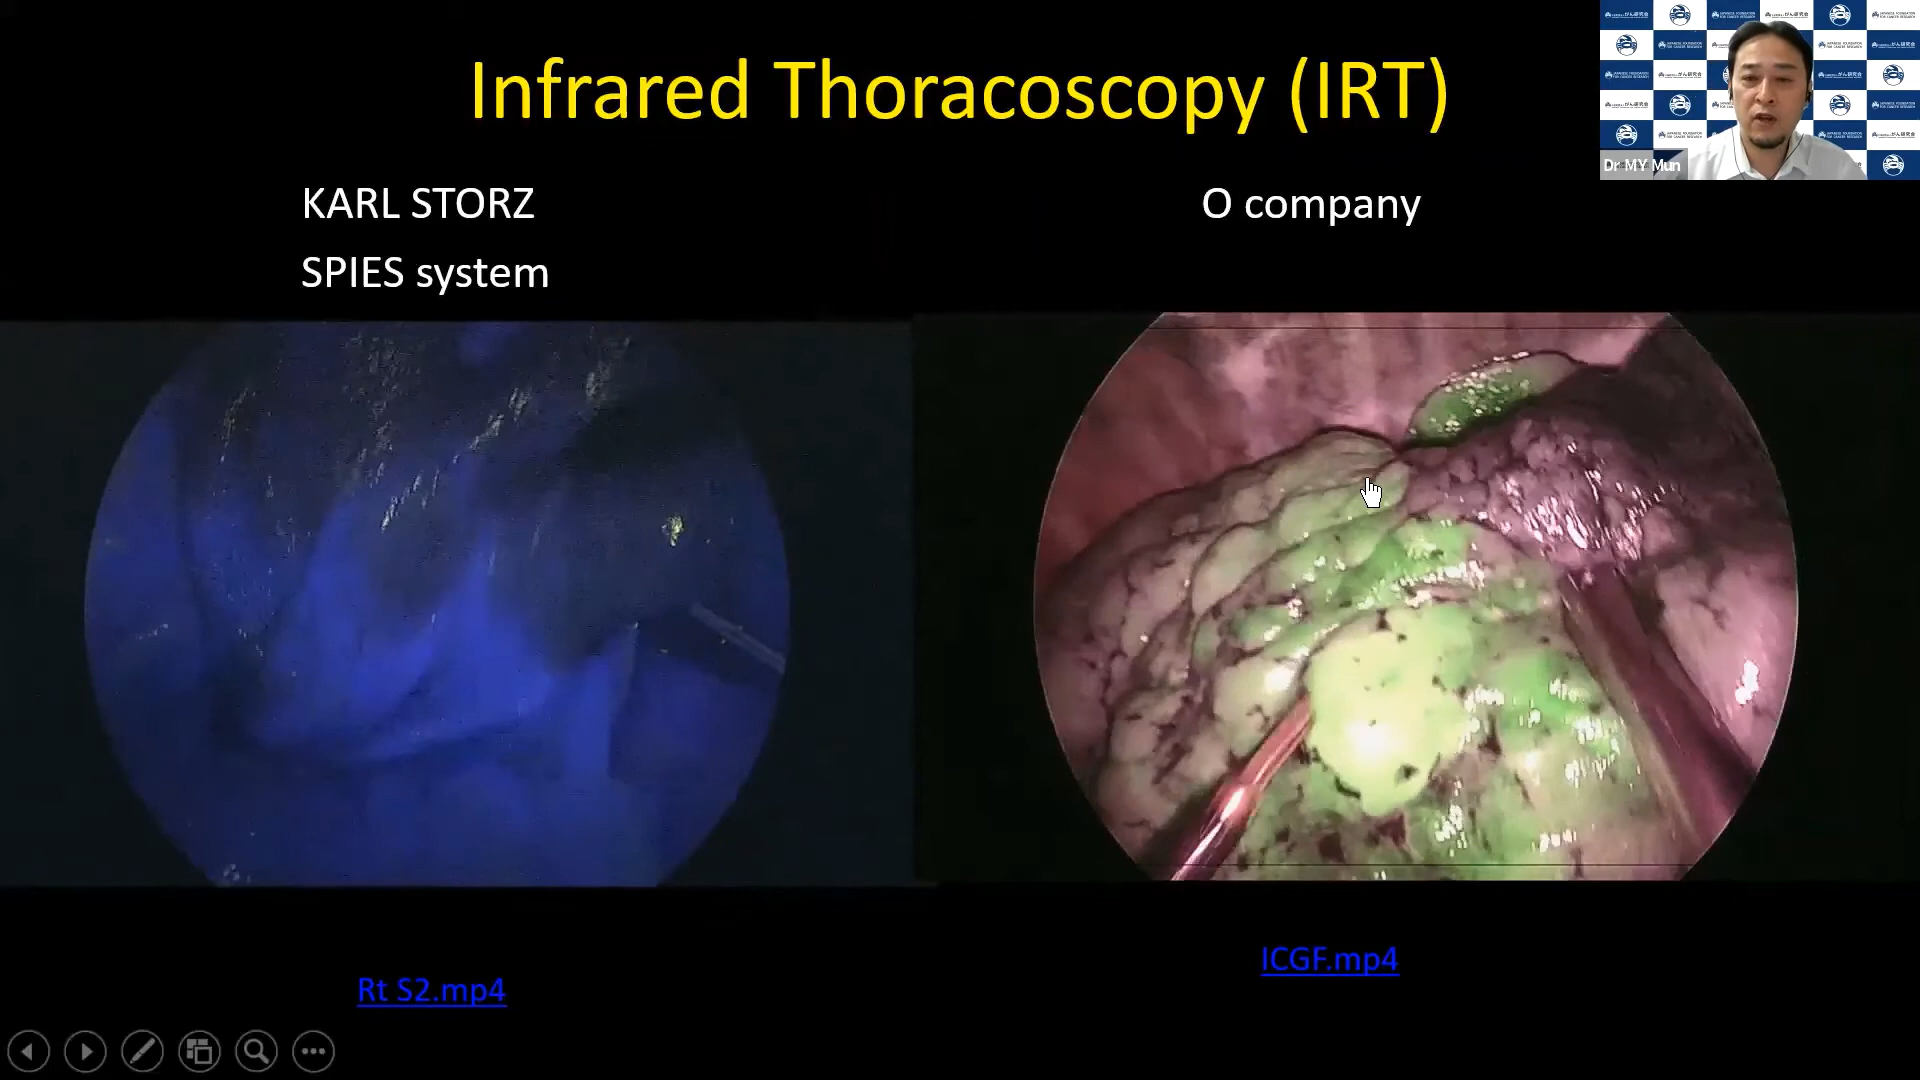 Infrared Thoracoscopy (IRT)
KARL STORZ
SPIES system
O company
Dr MY Mun
Rt S2.mp4
ICGF.mp4